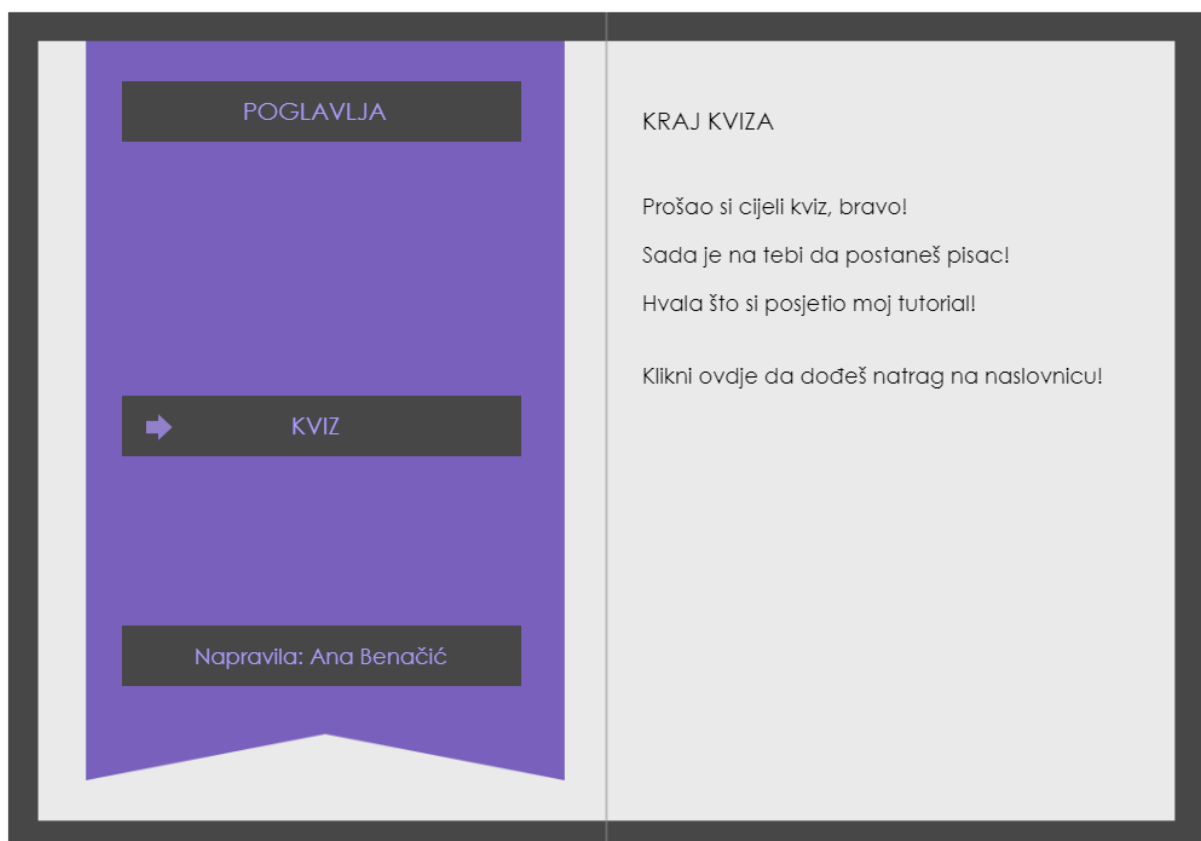 POGLAVLJA
KVIZ
Napravila: Ana Benačić
KRAJ KVIZA
Prošao si cijeli kviz, bravo!
Sada je na tebi da postaneš pisac!
Hvala što si posjetio moj tutorial!
Klikni ovdje da dođeš natrag na naslovnicu!